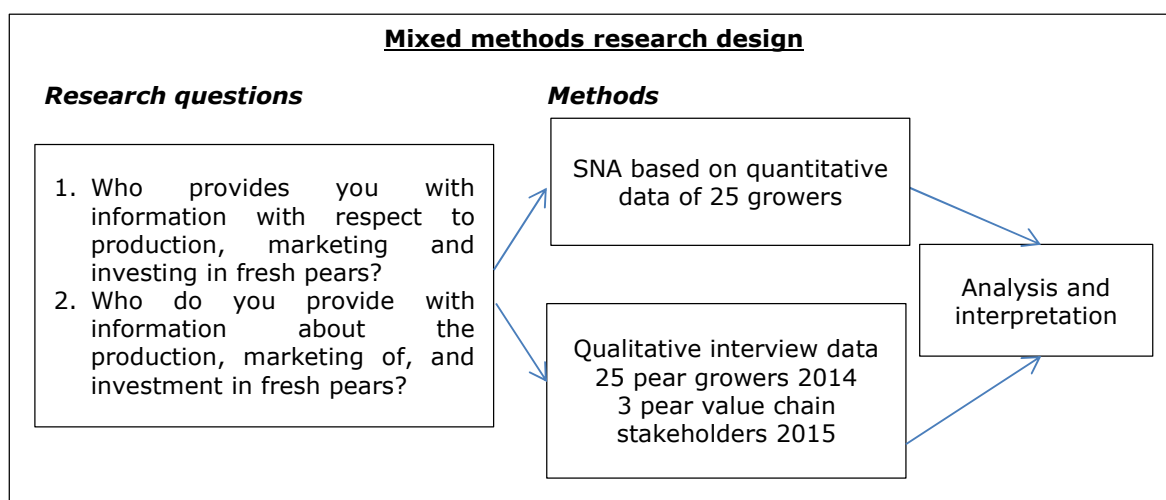 Mixed methods research design
Research questions
Methods
1. Who provides you with
information with respect to
production, marketing and
investing in fresh pears?
2. Who do you provide with
information about the
production, marketing of, and
investment in fresh pears?
SNA based on quantitative
data of 25 growers
Qualitative interview data
25 pear growers 2014
3 pear value chain
stakeholders 2015
Analysis and
interpretation